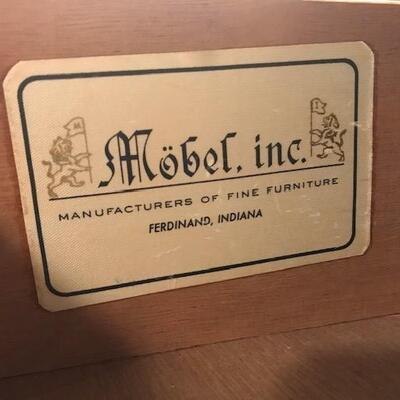 Möbel, inc.
MANUFACTURERS OF FINE FURNITURE
FERDINAND, INDIANA